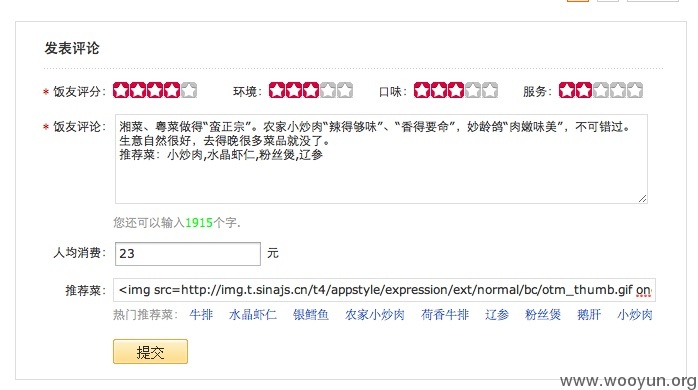 发表评论
* 饭友评分: 环境: 口味: 服务:
* 饭友评论: 湘菜、粤菜做得“蛮正宗”。农家小炒肉“辣得够味”、“香得要命”，妙龄鸽“肉嫩味美”，不可错过。
生意自然很好，去得晚很多菜品就没了。
推荐菜：小炒肉,水晶虾仁,粉丝煲,辽参
您还可以输入1915个字.
人均消费: 23 元
推荐菜: <img src=http://img.t.sinajs.cn/t4/appstyle/expression/ext/normal/bc/otm_thumb.gif on
热门推荐菜: 牛排 水晶虾仁 银鳕鱼 农家小炒肉 荷香牛排 辽参 粉丝煲 鹅肝 小炒肉
提交
www.wooyun.org